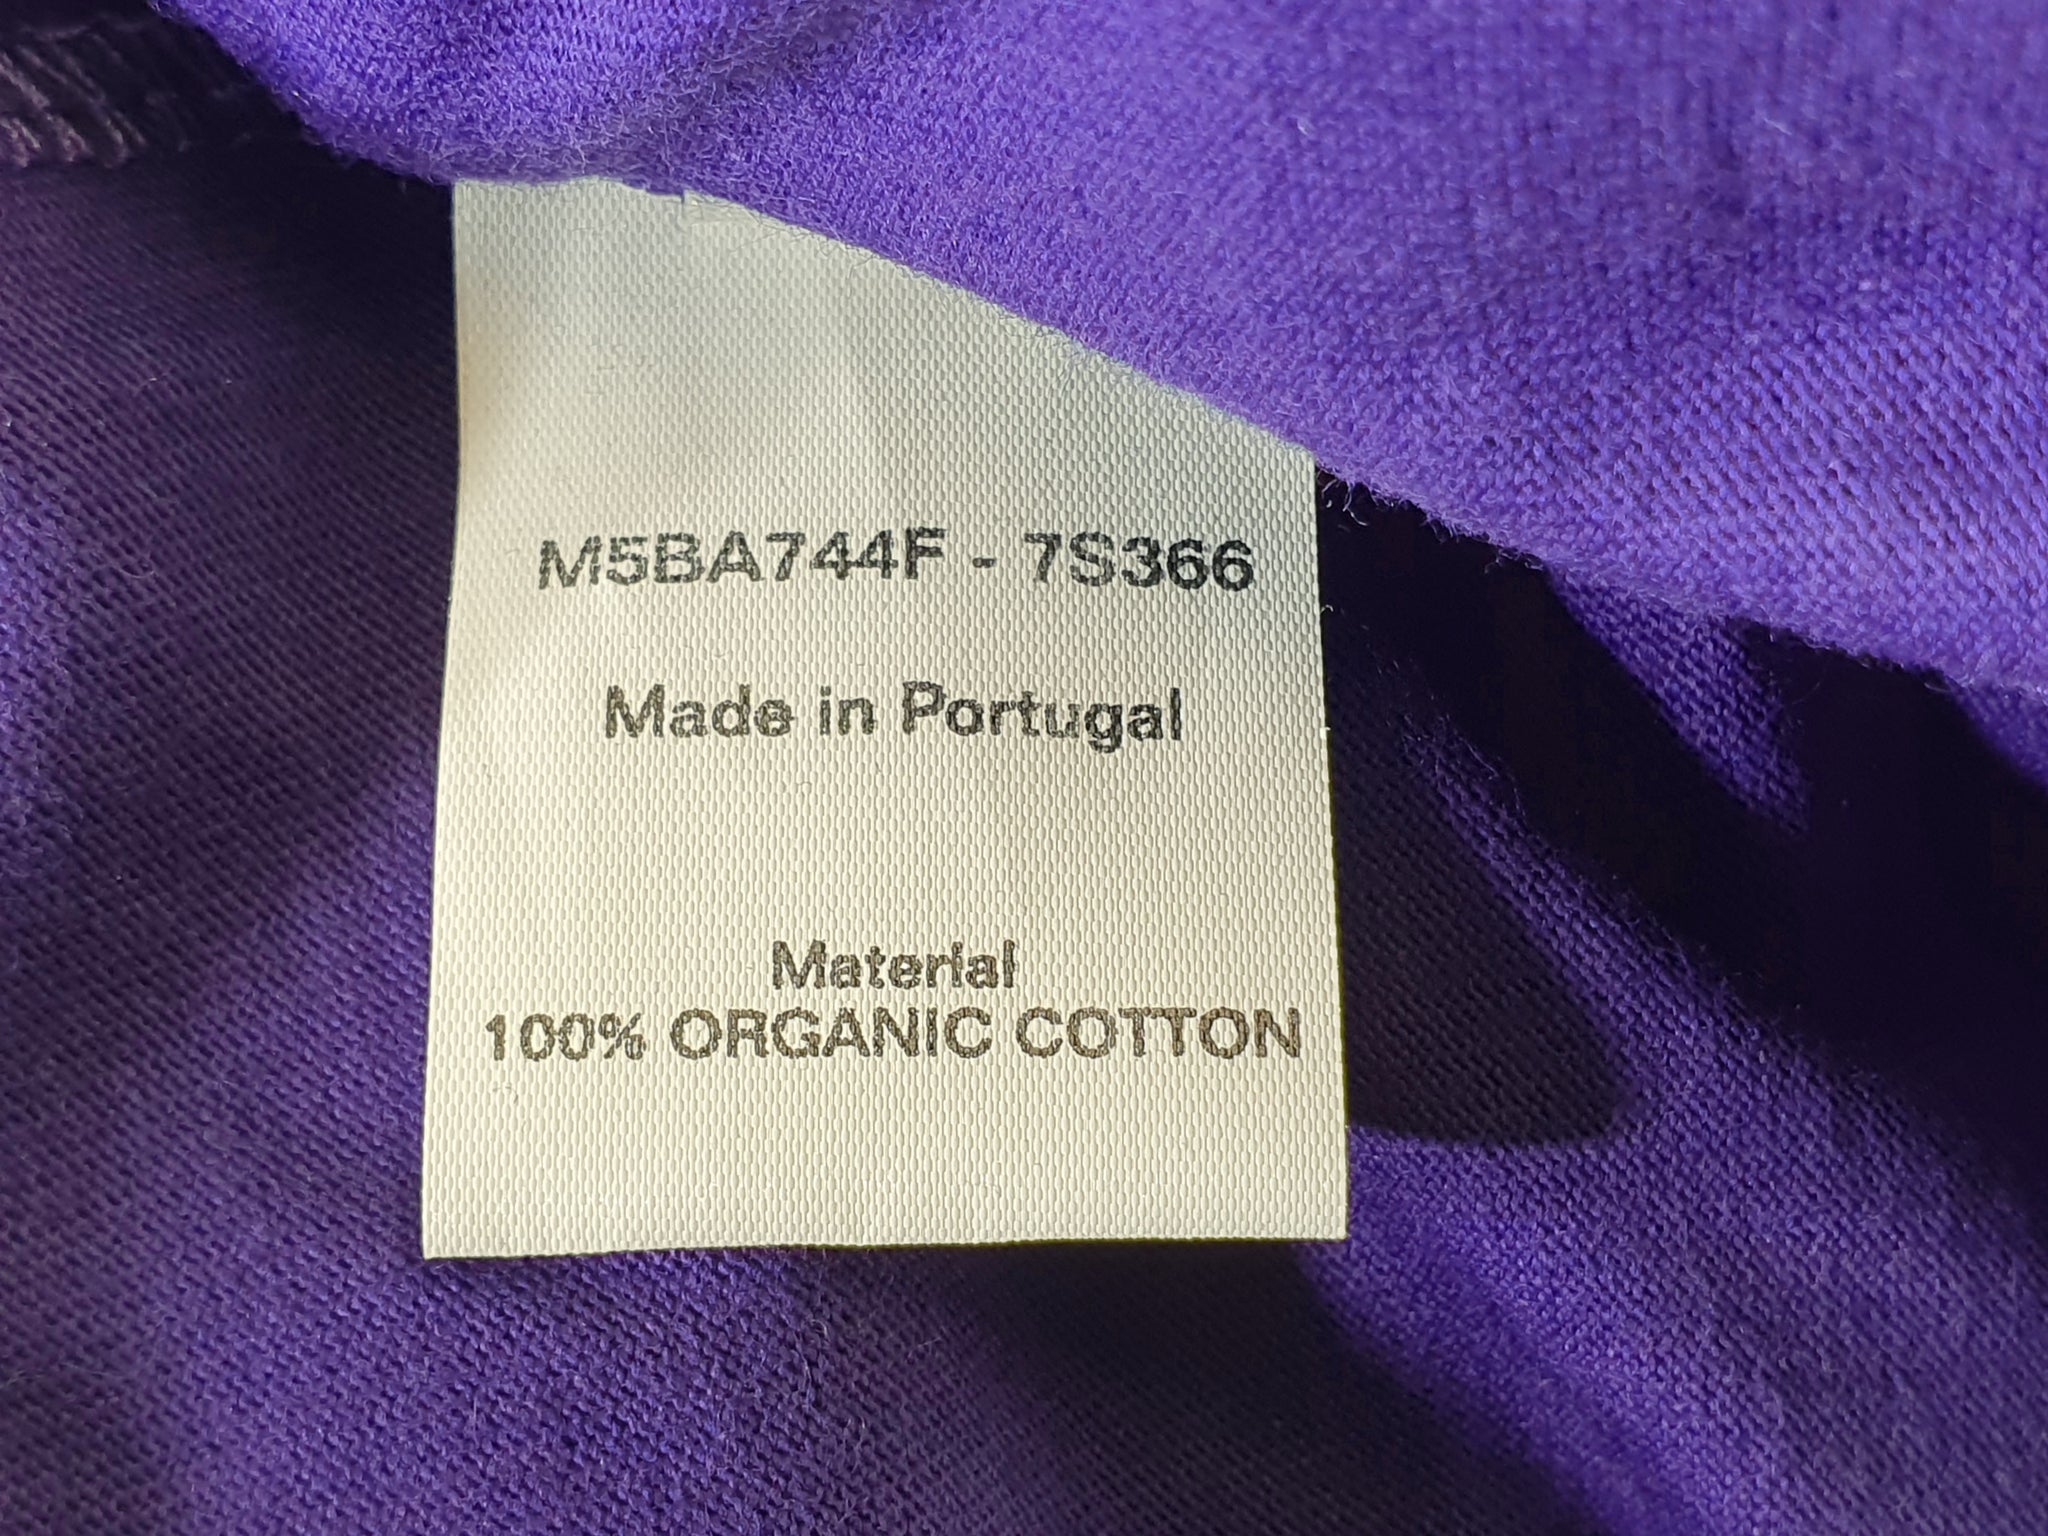 M5BA744F - 7S366
Made in Portugal
Material
100% ORGANIC COTTON